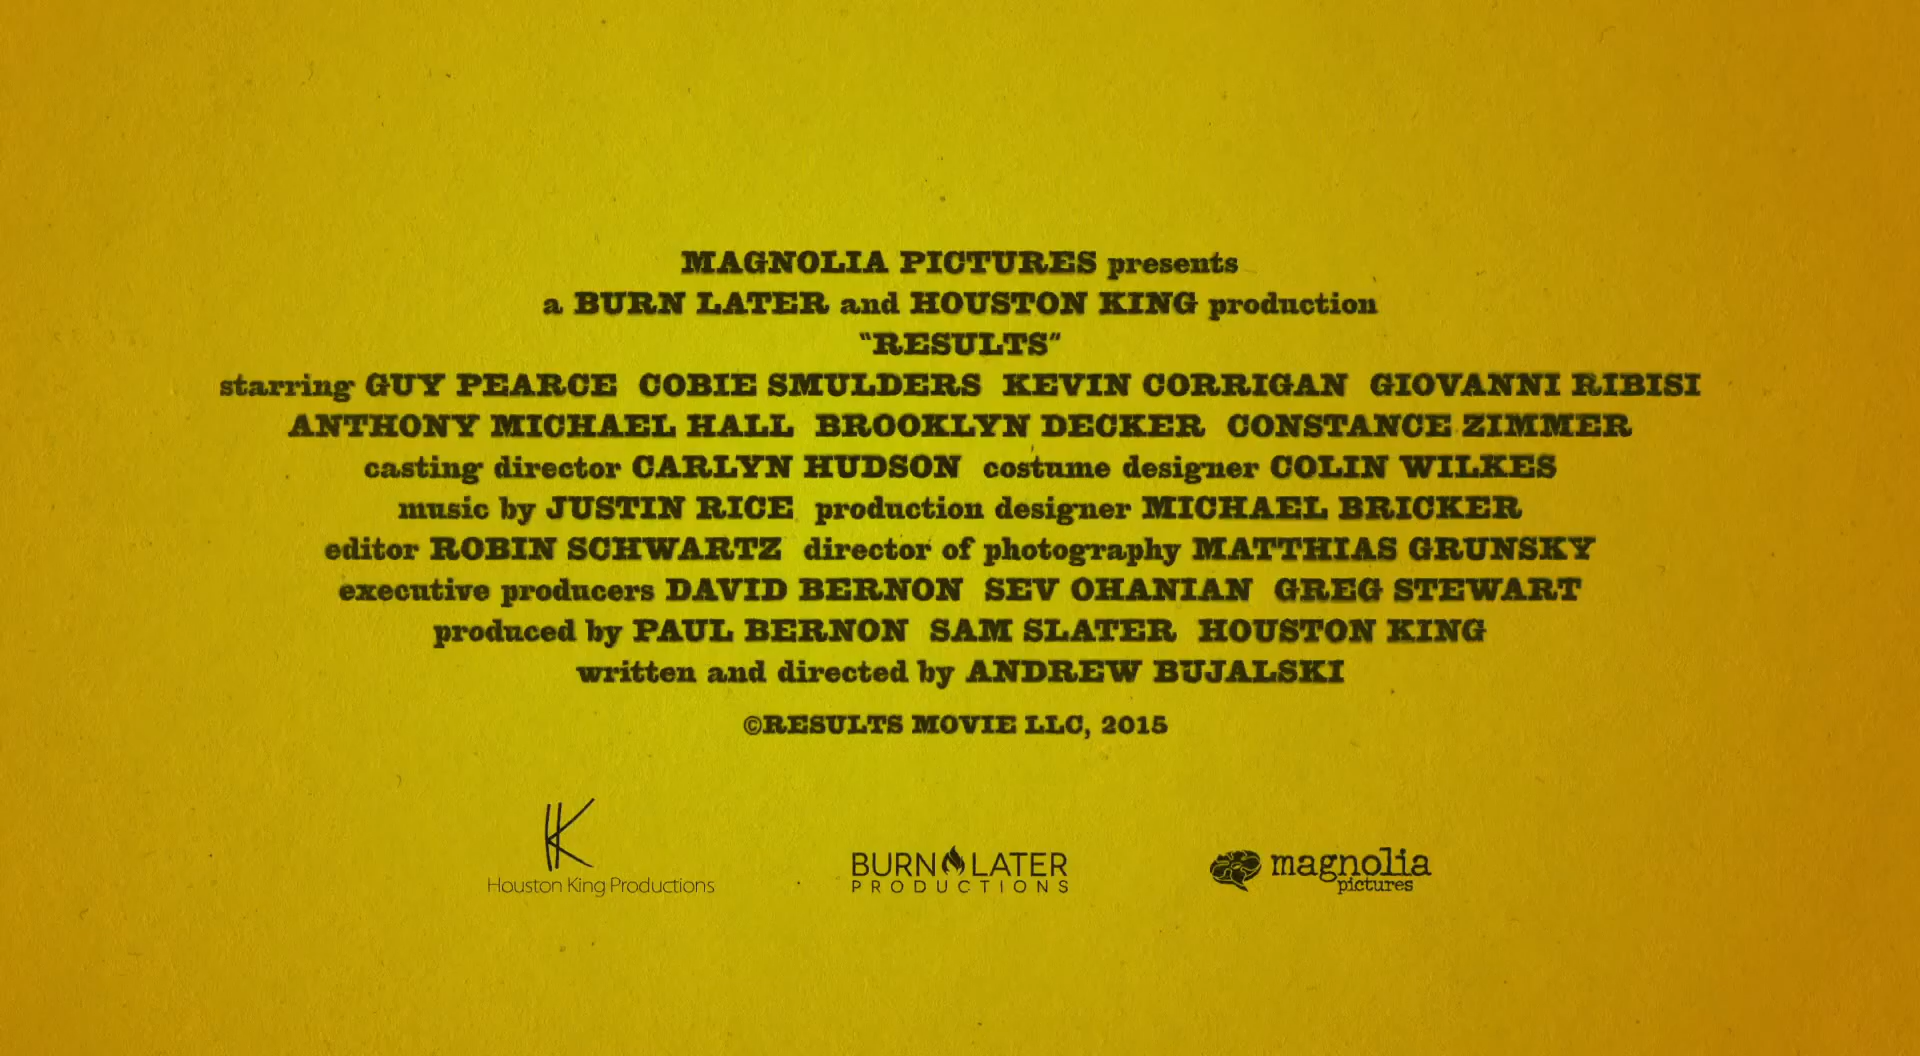 MAGNOLIA PICTURES presents
a BURN LATER and HOUSTON KING production
"RESULTS"
starring GUY PEARCE COBIE SMULDERS KEVIN CORRIGAN GIOVANNI RIBISI
ANTHONY MICHAEL HALL BROOKLYN DECKER CONSTANCE ZIMMER
casting director CARLYN HUDSON costume designer COLIN WILKES
music by JUSTIN RICE production designer MICHAEL BRICKER
editor ROBIN SCHWARTZ director of photography MATTHIAS GRUNSKY
executive producers DAVID BERNON SEV OHANIAN GREG STEWART
produced by PAUL BERNON SAM SLATER HOUSTON KING
written and directed by ANDREW BUJALSKI
©RESULTS MOVIE LLC, 2015
HK
Houston King Productions
BURN LATER
PRODUCTIONS
magnolia
pictures